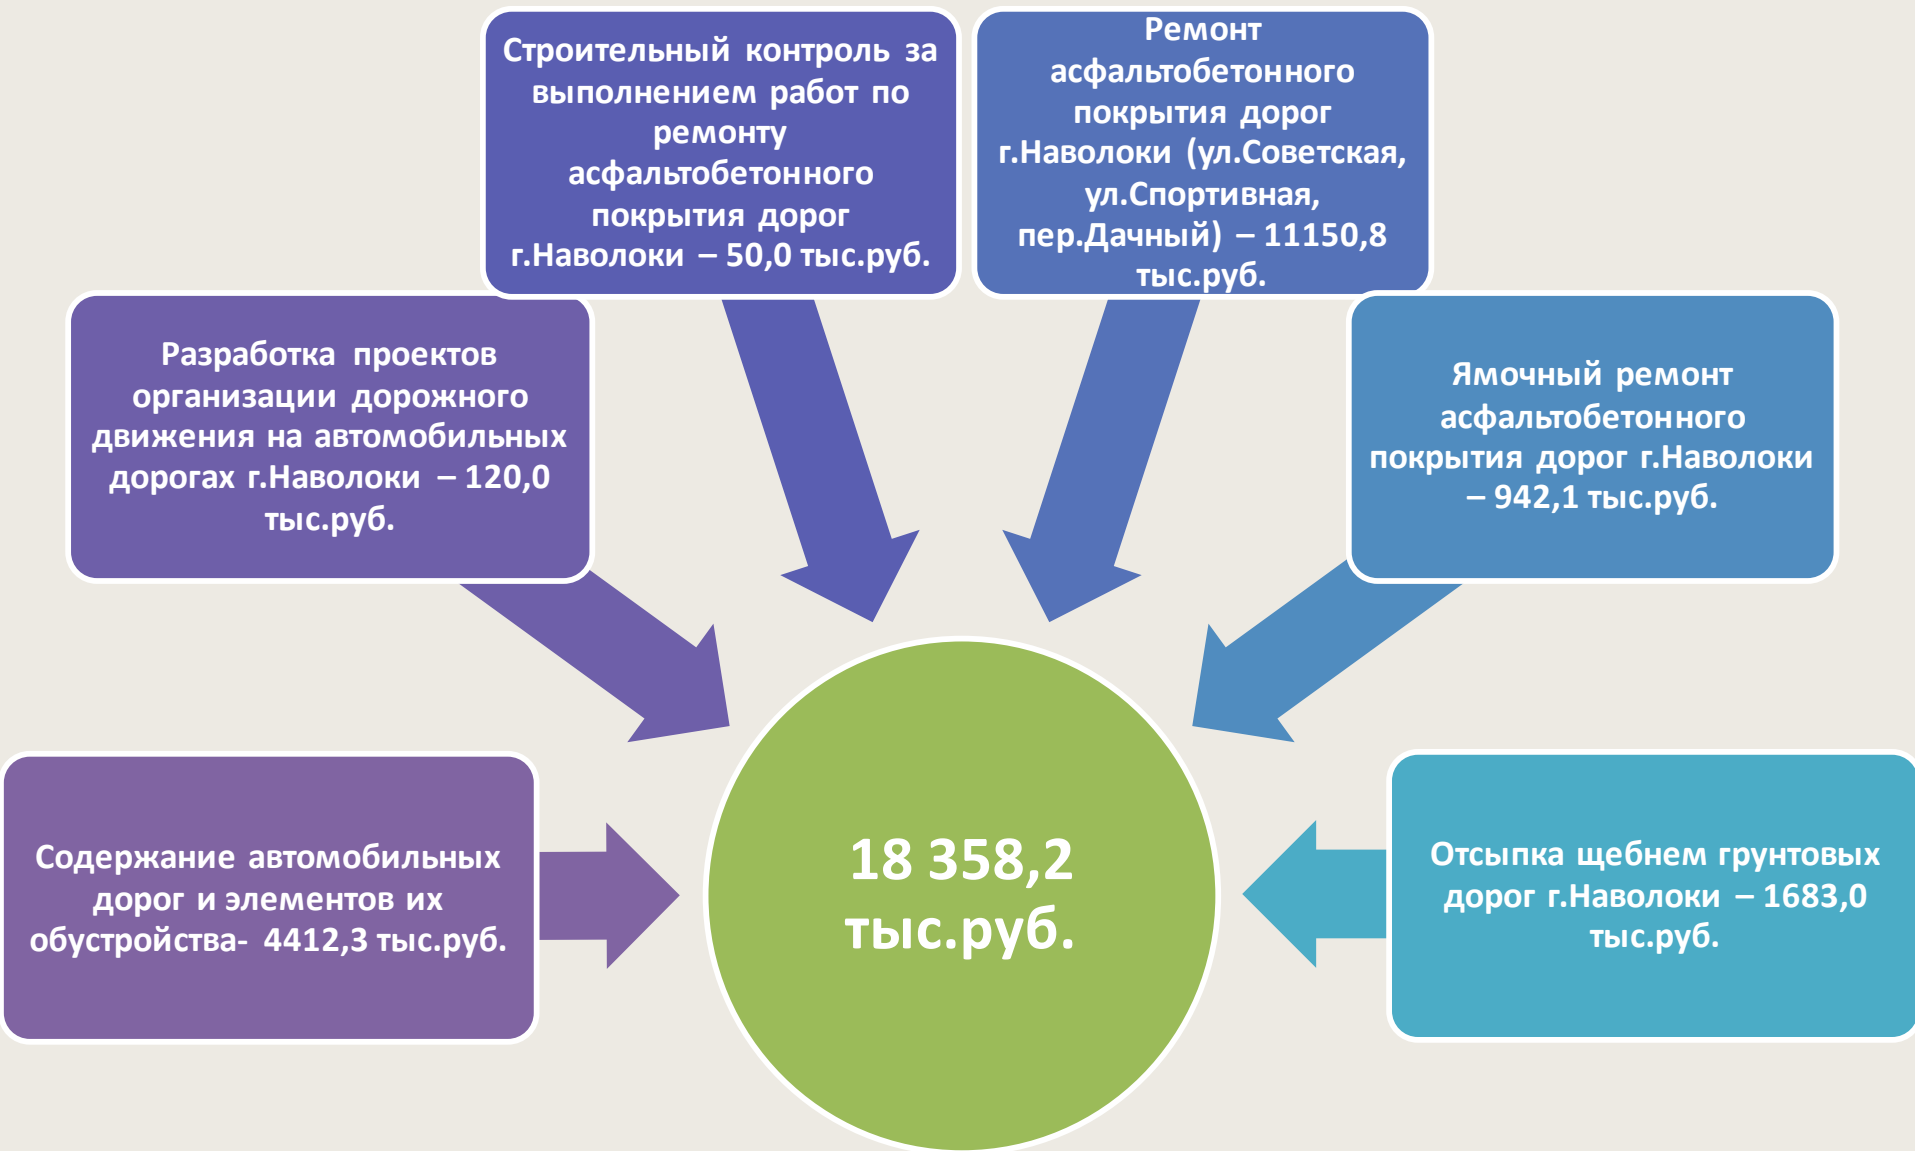 Строительный контроль за
выполнением работ по
ремонту
асфальтобетонного
покрытия дорог
г.Наволоки – 50,0 тыс.руб.
Ремонт
асфальтобетонного
покрытия дорог
г.Наволоки (ул.Советская,
ул.Спортивная,
пер.Дачный) – 11150,8
тыс.руб.
Разработка проектов
организации дорожного
движения на автомобильных
дорогах г.Наволоки – 120,0
тыс.руб.
Ямочный ремонт
асфальтобетонного
покрытия дорог г.Наволоки
– 942,1 тыс.руб.
Содержание автомобильных
дорог и элементов их
обустройства- 4412,3 тыс.руб.
18 358,2
тыс.руб.
Отсыпка щебнем грунтовых
дорог г.Наволоки – 1683,0
тыс.руб.